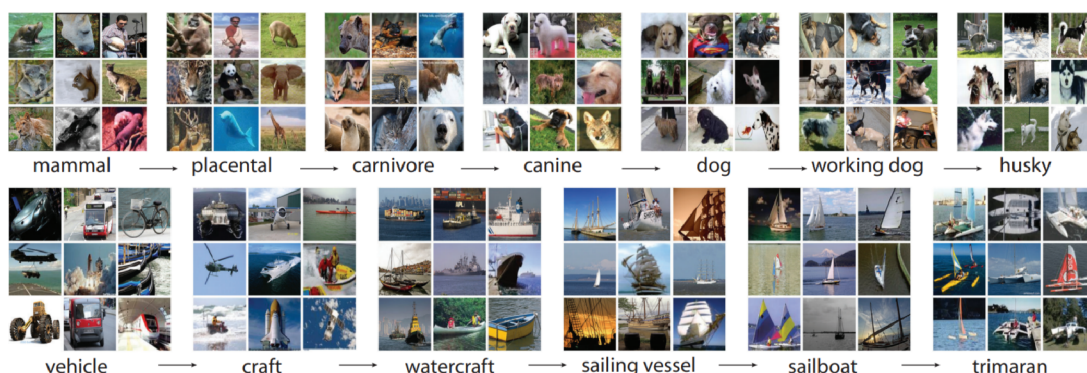 mammal placental carnivore canine dog working dog husky
vehicle craft watercraft sailing vessel sailboat trimaran